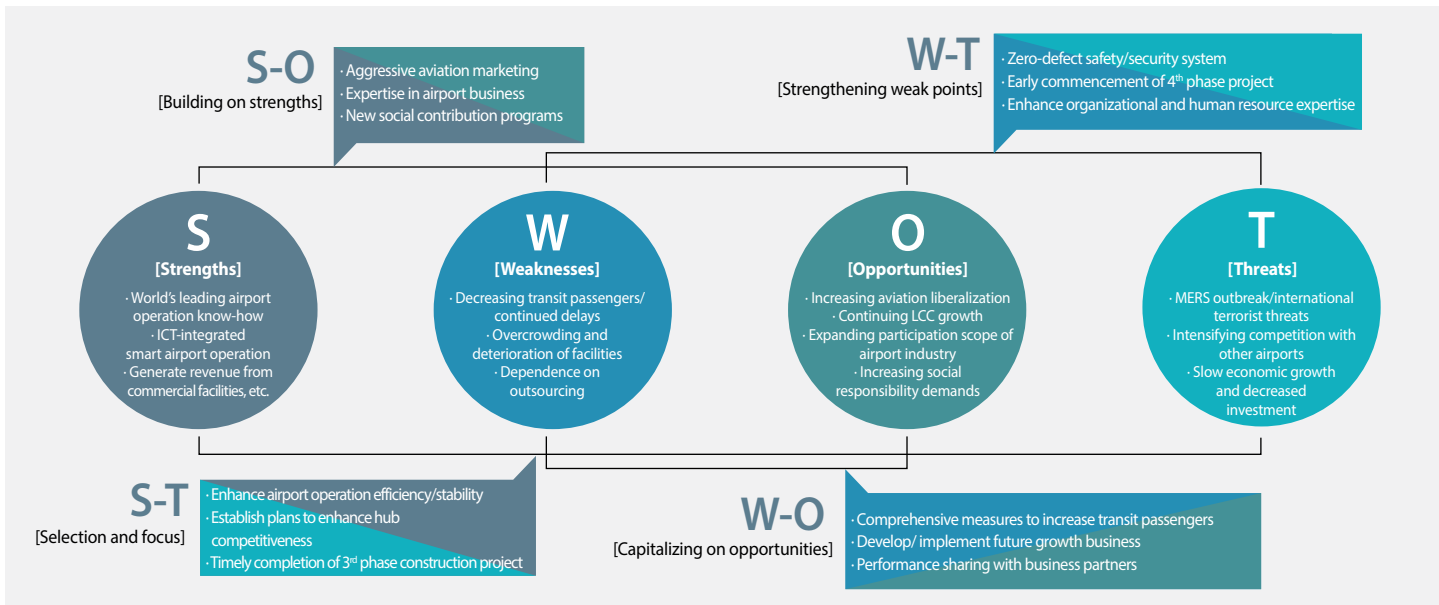 S-O
[Building on strengths]
· Aggressive aviation marketing
· Expertise in airport business
· New social contribution programs
W-T
[Strengthening weak points]
· Zero-defect safety/security system
· Early commencement of 4th phase project
· Enhance organizational and human resource expertise
S
[Strengths]
· World's leading airport
operation know-how
· ICT-integrated
smart airport operation
· Generate revenue from
commercial facilities, etc.
W
[Weaknesses]
· Decreasing transit passengers/
continued delays
· Overcrowding and
deterioration of facilities
· Dependence on
outsourcing
O
[Opportunities]
· Increasing aviation liberalization
· Continuing LCC growth
· Expanding participation scope of
airport industry
· Increasing social
responsibility demands
T
[Threats]
· MERS outbreak/international
terrorist threats
· Intensifying competition with
other airports
· Slow economic growth
and decreased
investment
S-T
[Selection and focus]
· Enhance airport operation efficiency/stability
· Establish plans to enhance hub
competitiveness
· Timely completion of 3rd phase construction project
W-O
[Capitalizing on opportunities]
· Comprehensive measures to increase transit passengers
· Develop/ implement future growth business
· Performance sharing with business partners